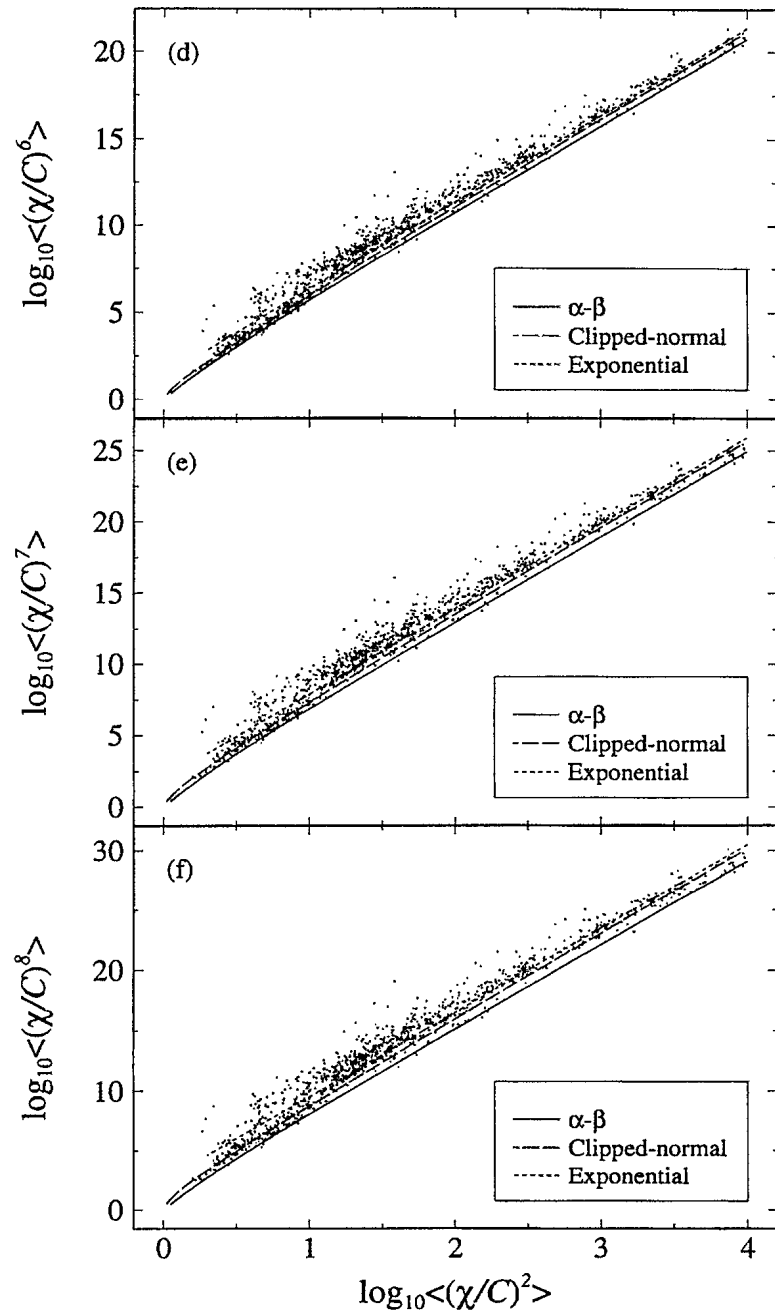 (d)
20
15
10
5
0
log₁₀<(χ/C)⁶>
α-β
Clipped-normal
Exponential
(e)
25
20
15
10
5
0
log₁₀<(χ/C)⁷>
α-β
Clipped-normal
Exponential
(f)
30
20
10
0
log₁₀<(χ/C)⁸>
α-β
Clipped-normal
Exponential
0 1 2 3 4
log₁₀<(χ/C)²>